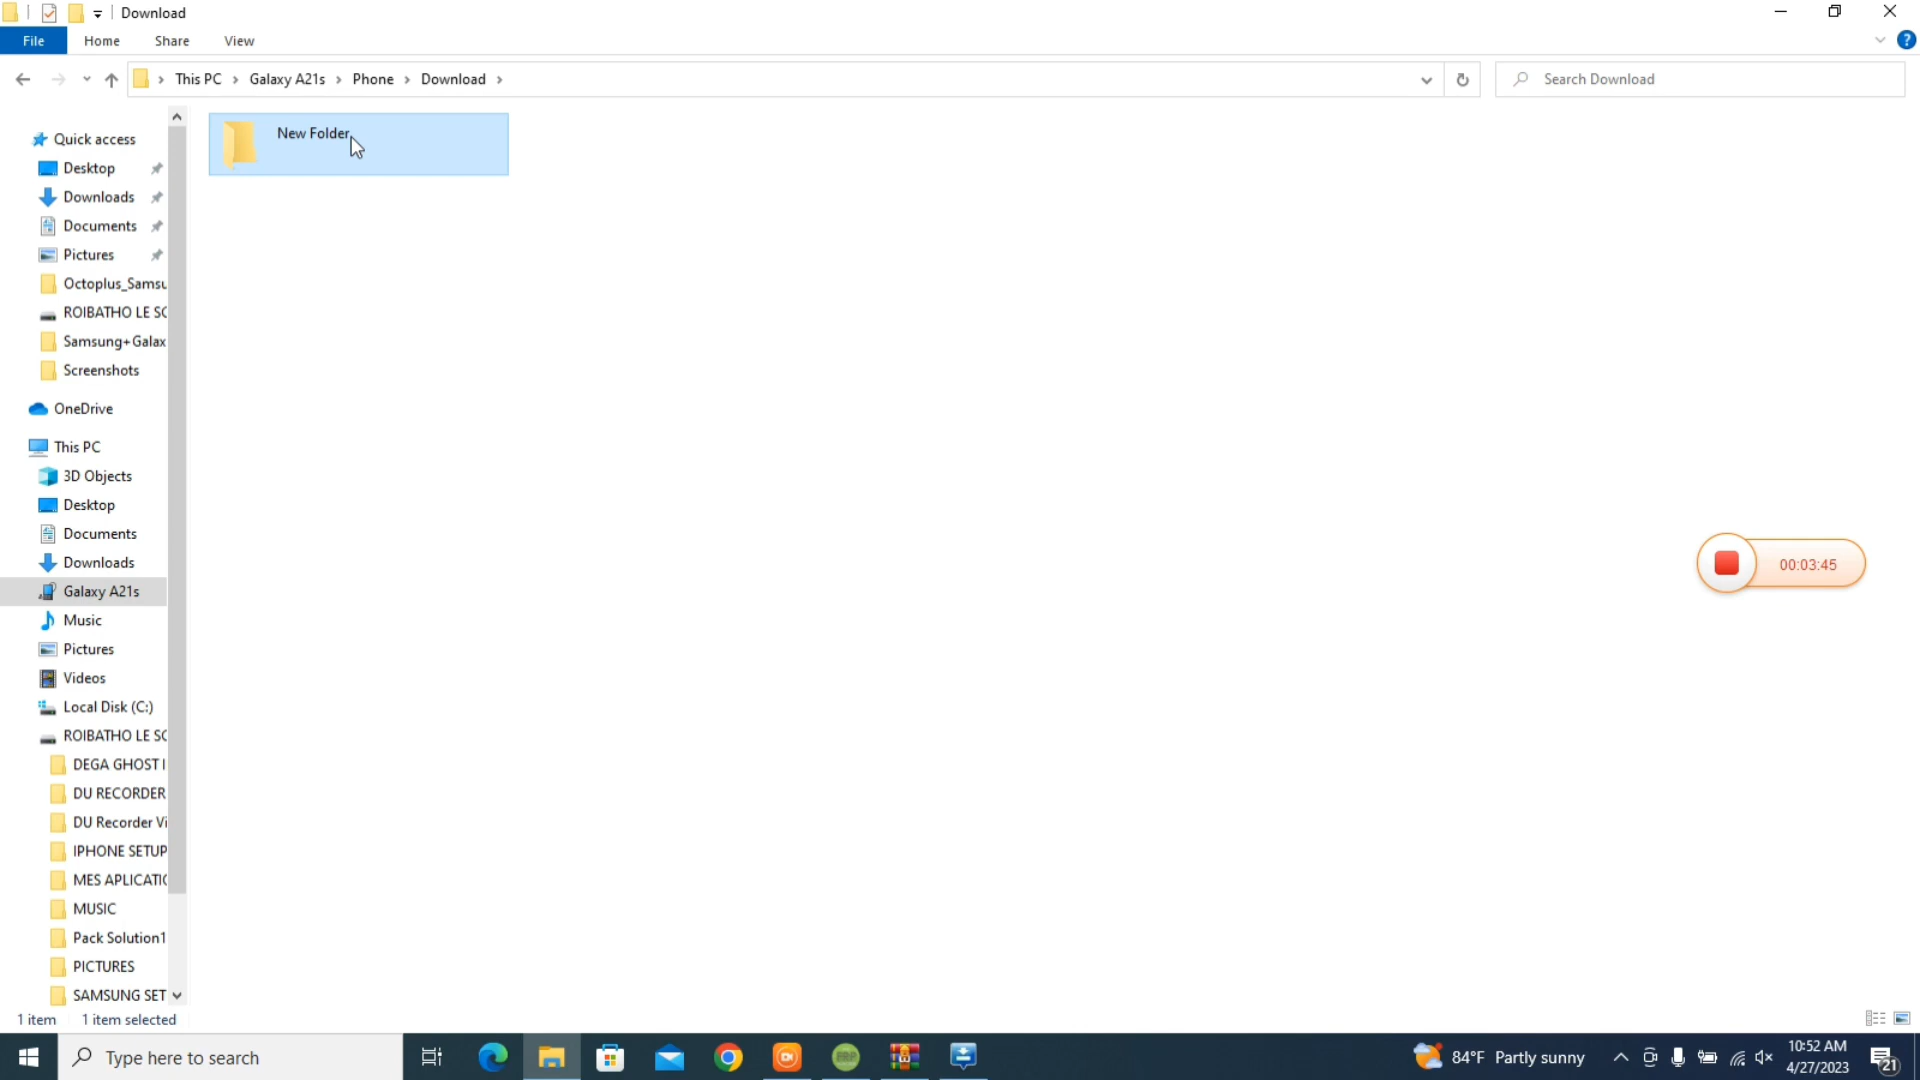 Download
File Home Share View
This PC Galaxy A21s Phone Download
Search Download
New Folder
Quick access
Desktop
Downloads
Documents
Pictures
Octoplus_Samsu
ROIBATHO LE SC
Samsung+Galax
Screenshots
OneDrive
This PC
3D Objects
Desktop
Documents
Downloads
Galaxy A21s
Music
Pictures
Videos
Local Disk (C:)
ROIBATHO LE SC
DEGA GHOST I
DU RECORDER
DU Recorder Vi
IPHONE SETUP
MES APLICATIC
MUSIC
Pack Solution1
PICTURES
SAMSUNG SET
00:03:45
1 item 1 item selected
Type here to search
FRP
84°F Partly sunny
10:52 AM
4/27/2023
21